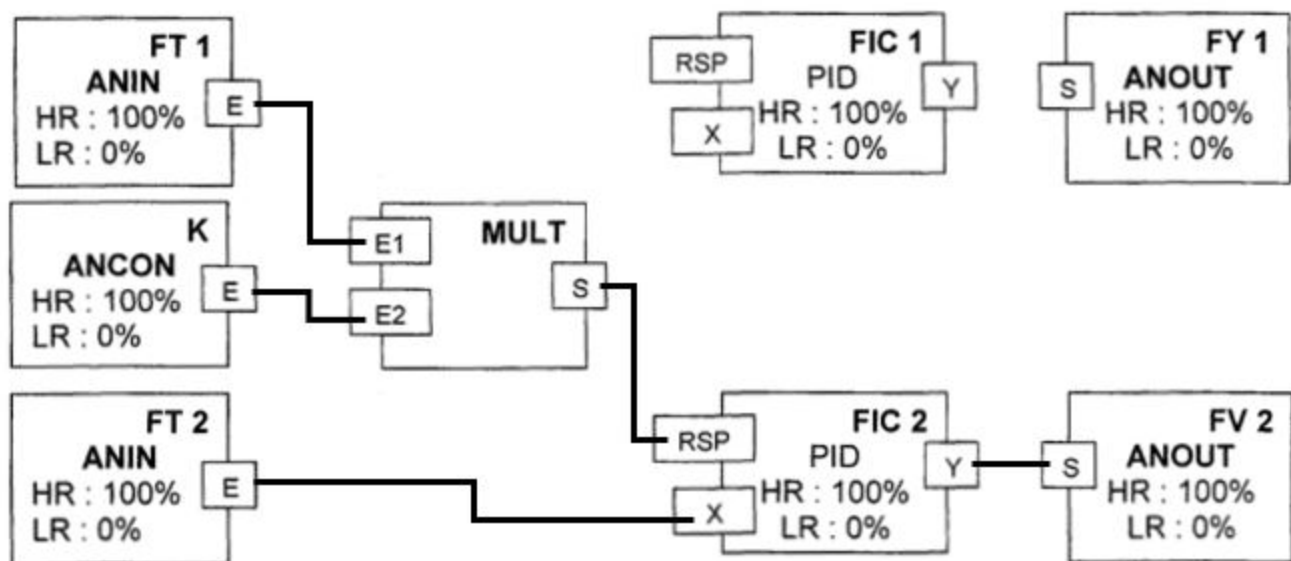 FT 1
ANIN
HR : 100%
LR : 0%
E
RSP
X
FIC 1
PID
HR : 100%
LR : 0%
Y
S
FY 1
ANOUT
HR : 100%
LR : 0%
K
ANCON
HR : 100%
LR : 0%
E
E1
E2
MULT
S
FT 2
ANIN
HR : 100%
LR : 0%
E
RSP
X
FIC 2
PID
HR : 100%
LR : 0%
Y
S
FV 2
ANOUT
HR : 100%
LR : 0%